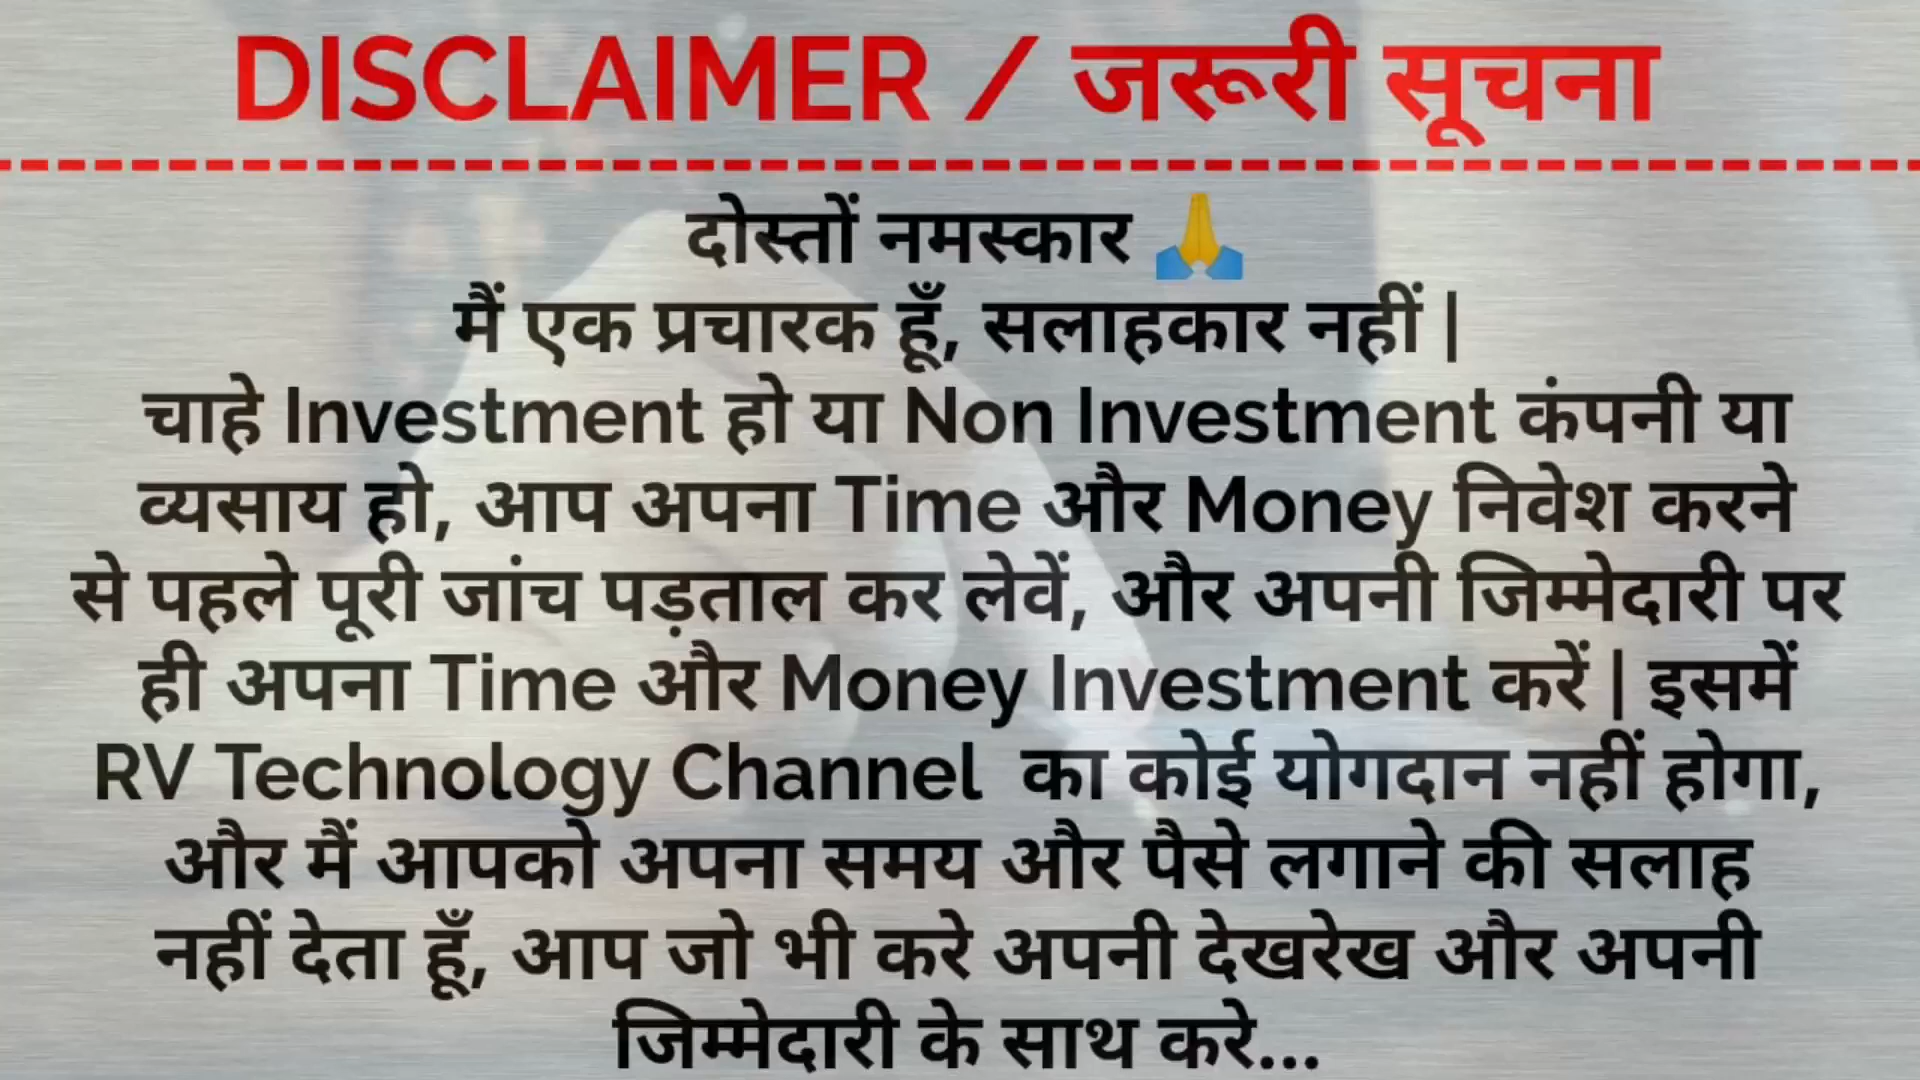 DISCLAIMER / जरूरी सूचना
दोस्तों नमस्कार 🙏
मैं एक प्रचारक हूँ, सलाहकार नहीं |
चाहे Investment हो या Non Investment कंपनी या
व्यसाय हो, आप अपना Time और Money निवेश करने
से पहले पूरी जांच पड़ताल कर लेवें, और अपनी जिम्मेदारी पर
ही अपना Time और Money Investment करें | इसमें
RV Technology Channel का कोई योगदान नहीं होगा,
और मैं आपको अपना समय और पैसे लगाने की सलाह
नहीं देता हूँ, आप जो भी करे अपनी देखरेख और अपनी
जिम्मेदारी के साथ करे...